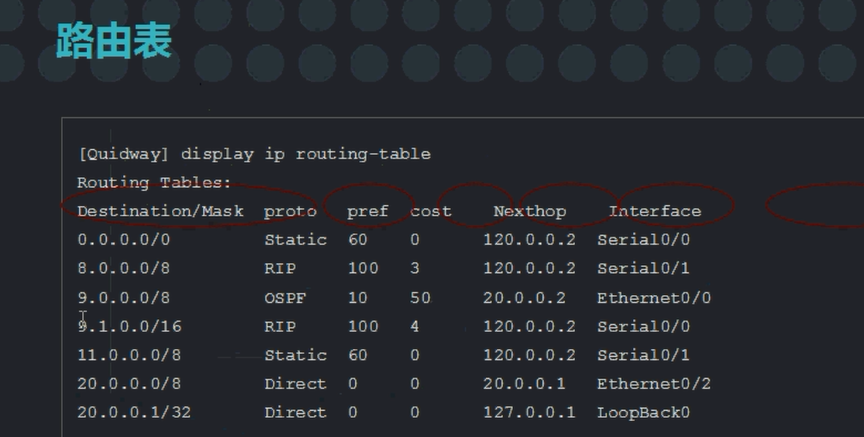 路由表
[Quidway] display ip routing-table
Routing Tables:
Destination/Mask proto pref cost Nexthop Interface
0.0.0.0/0 Static 60 0 120.0.0.2 Serial0/0
8.0.0.0/8 RIP 100 3 120.0.0.2 Serial0/1
9.0.0.0/8 OSPF 10 50 20.0.0.2 Ethernet0/0
9.1.0.0/16 RIP 100 4 120.0.0.2 Serial0/0
11.0.0.0/8 Static 60 0 120.0.0.2 Serial0/1
20.0.0.0/8 Direct 0 0 20.0.0.1 Ethernet0/2
20.0.0.1/32 Direct 0 0 127.0.0.1 LoopBack0